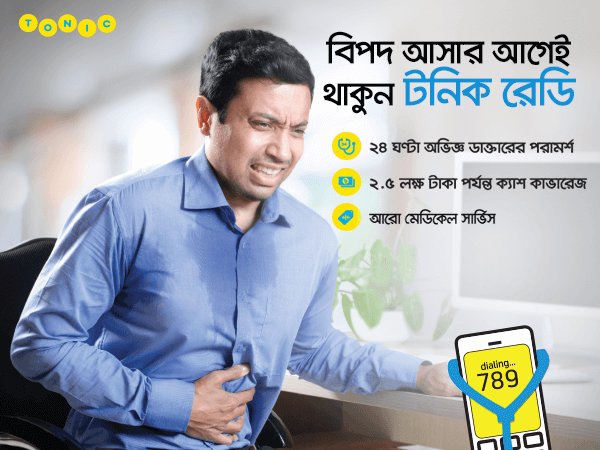 TONIC
বিপদ আসার আগেই
থাকুন টনিক রেডি
২৪ ঘণ্টা অভিজ্ঞ ডাক্তারের পরামর্শ
২.৫ লক্ষ টাকা পর্যন্ত ক্যাশ কাভারেজ
আরো মেডিকেল সার্ভিস
dialing...
789